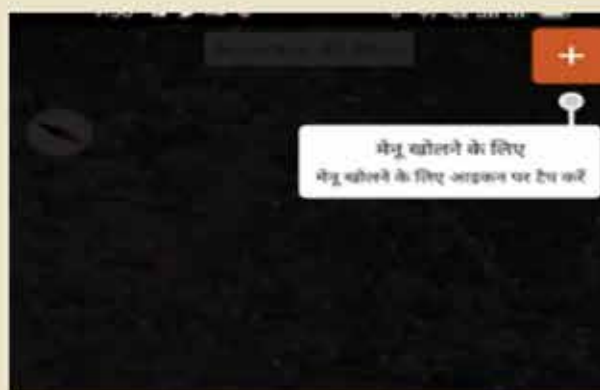 मेनू खोलने के लिए
मेनू खोलने के लिए आइकन पर टैप करें